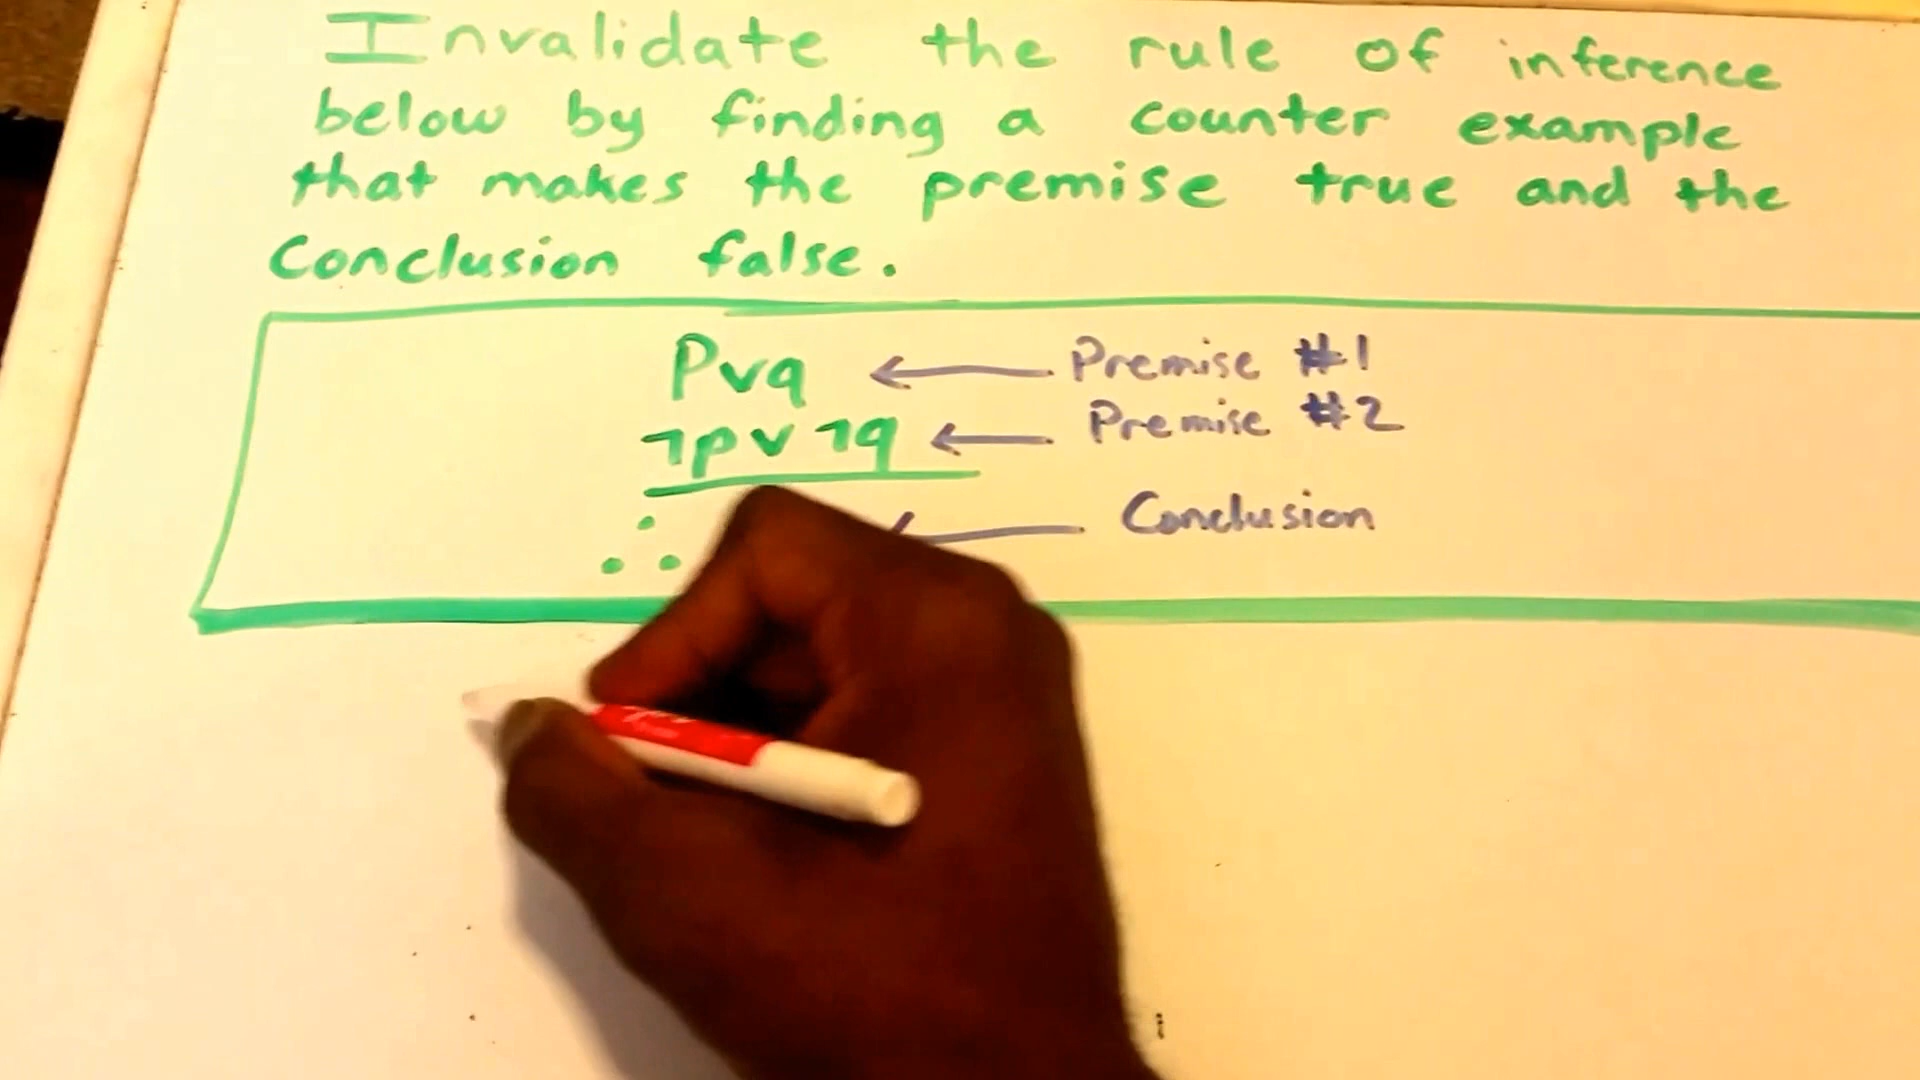 Invalidate the rule of inference
below by finding a counter example
that makes the premise true and the
Conclusion false.
Pvq ← Premise #1
¬pv¬q ← Premise #2
∴ ← Conclusion